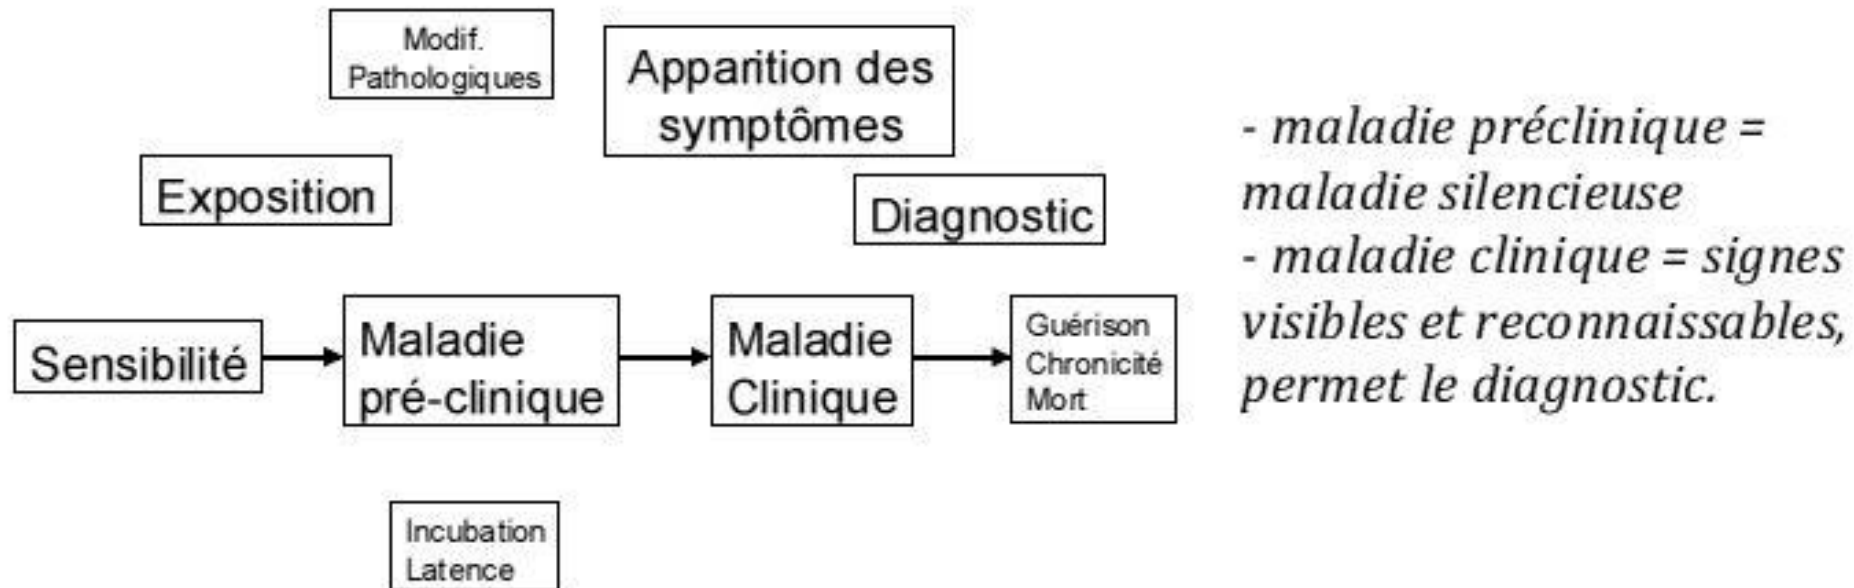 Modif.
Pathologiques
Apparition des
symptômes
Exposition
Diagnostic
Sensibilité
Maladie
pré-clinique
Maladie
Clinique
Guérison
Chronicité
Mort
Incubation
Latence
- maladie préclinique =
maladie silencieuse
- maladie clinique = signes
visibles et reconnaissables,
permet le diagnostic.